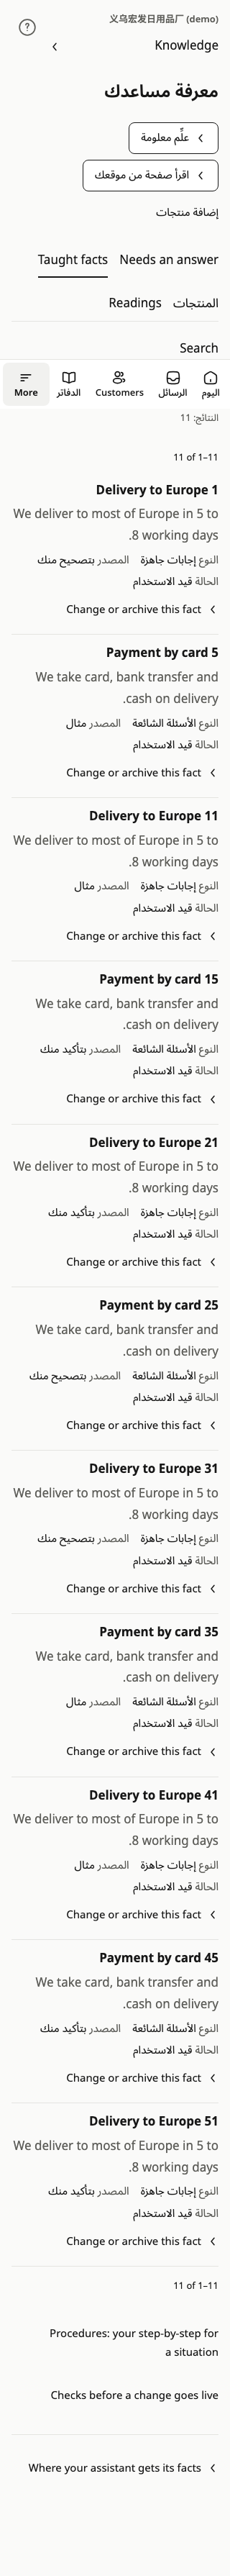 义乌宏发日用品厂 (demo)
Knowledge
معرفة مساعدك
علِّم معلومة
اقرأ صفحة من موقعك
إضافة منتجات
Needs an answer
Taught facts
المنتجات
Readings
Search
اليوم
الرسائل
Customers
الدفاتر
More
النتائج: 11
11 of 1–11
Delivery to Europe 1
We deliver to most of Europe in 5 to
8 working days.
النوع إجابات جاهزة المصدر بتصحيح منك
الحالة قيد الاستخدام
Change or archive this fact
Payment by card 5
We take card, bank transfer and
cash on delivery.
النوع الأسئلة الشائعة المصدر مثال
الحالة قيد الاستخدام
Change or archive this fact
Delivery to Europe 11
We deliver to most of Europe in 5 to
8 working days.
النوع إجابات جاهزة المصدر مثال
الحالة قيد الاستخدام
Change or archive this fact
Payment by card 15
We take card, bank transfer and
cash on delivery.
النوع الأسئلة الشائعة المصدر بتأكيد منك
الحالة قيد الاستخدام
Change or archive this fact
Delivery to Europe 21
We deliver to most of Europe in 5 to
8 working days.
النوع إجابات جاهزة المصدر بتأكيد منك
الحالة قيد الاستخدام
Change or archive this fact
Payment by card 25
We take card, bank transfer and
cash on delivery.
النوع الأسئلة الشائعة المصدر بتصحيح منك
الحالة قيد الاستخدام
Change or archive this fact
Delivery to Europe 31
We deliver to most of Europe in 5 to
8 working days.
النوع إجابات جاهزة المصدر بتصحيح منك
الحالة قيد الاستخدام
Change or archive this fact
Payment by card 35
We take card, bank transfer and
cash on delivery.
النوع الأسئلة الشائعة المصدر مثال
الحالة قيد الاستخدام
Change or archive this fact
Delivery to Europe 41
We deliver to most of Europe in 5 to
8 working days.
النوع إجابات جاهزة المصدر مثال
الحالة قيد الاستخدام
Change or archive this fact
Payment by card 45
We take card, bank transfer and
cash on delivery.
النوع الأسئلة الشائعة المصدر بتأكيد منك
الحالة قيد الاستخدام
Change or archive this fact
Delivery to Europe 51
We deliver to most of Europe in 5 to
8 working days.
النوع إجابات جاهزة المصدر بتأكيد منك
الحالة قيد الاستخدام
Change or archive this fact
11 of 1–11
Procedures: your step-by-step for
a situation
Checks before a change goes live
Where your assistant gets its facts